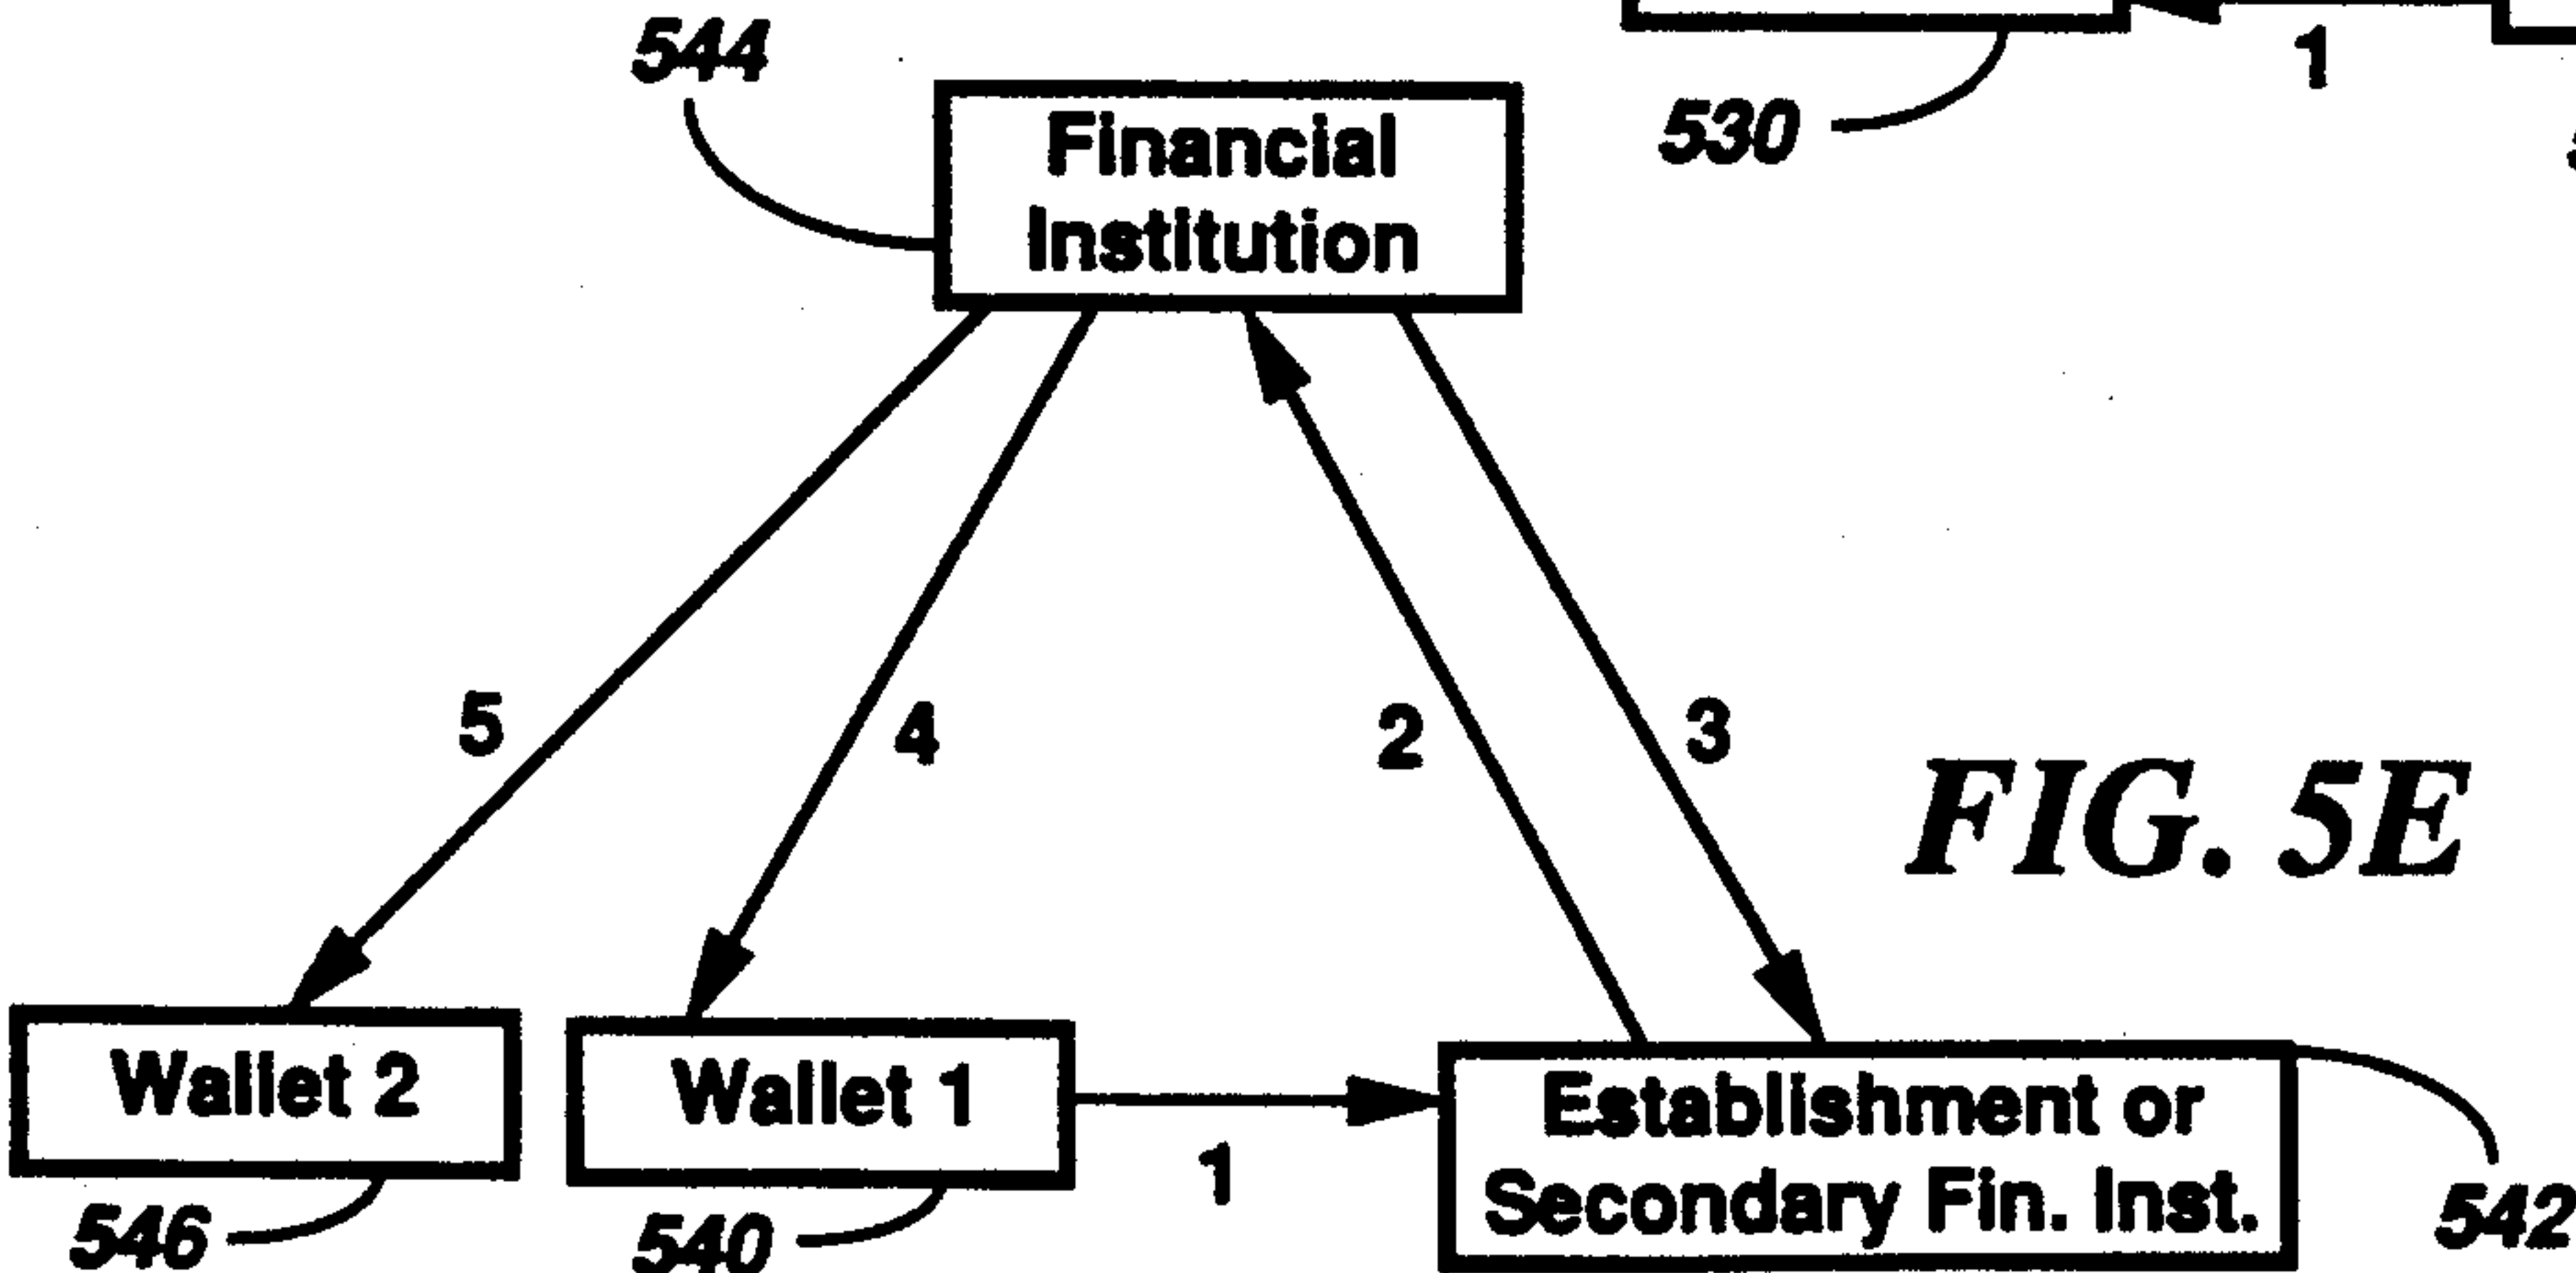 544
1
530
Financial
Institution
5
4
2
3
FIG. 5E
Wallet 2
Wallet 1
1
Establishment or
Secondary Fin. Inst.
546
540
542